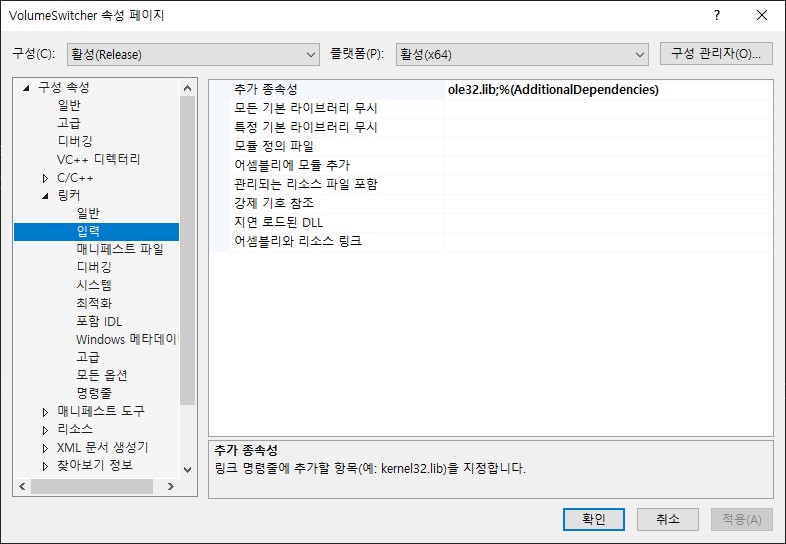 VolumeSwitcher 속성 페이지
구성(C): 활성(Release) 플랫폼(P): 활성(x64) 구성 관리자(O)...
구성 속성
일반
고급
디버깅
VC++ 디렉터리
C/C++
링커
일반
입력
매니페스트 파일
디버깅
시스템
최적화
포함 IDL
Windows 메타데이
고급
모든 옵션
명령줄
매니페스트 도구
리소스
XML 문서 생성기
찾아보기 정보
추가 종속성 ole32.lib;%(AdditionalDependencies)
모든 기본 라이브러리 무시
특정 기본 라이브러리 무시
모듈 정의 파일
어셈블리에 모듈 추가
관리되는 리소스 파일 포함
강제 기호 참조
지연 로드된 DLL
어셈블리와 리소스 링크
추가 종속성
링크 명령줄에 추가할 항목(예: kernel32.lib)을 지정합니다.
확인 취소 적용(A)